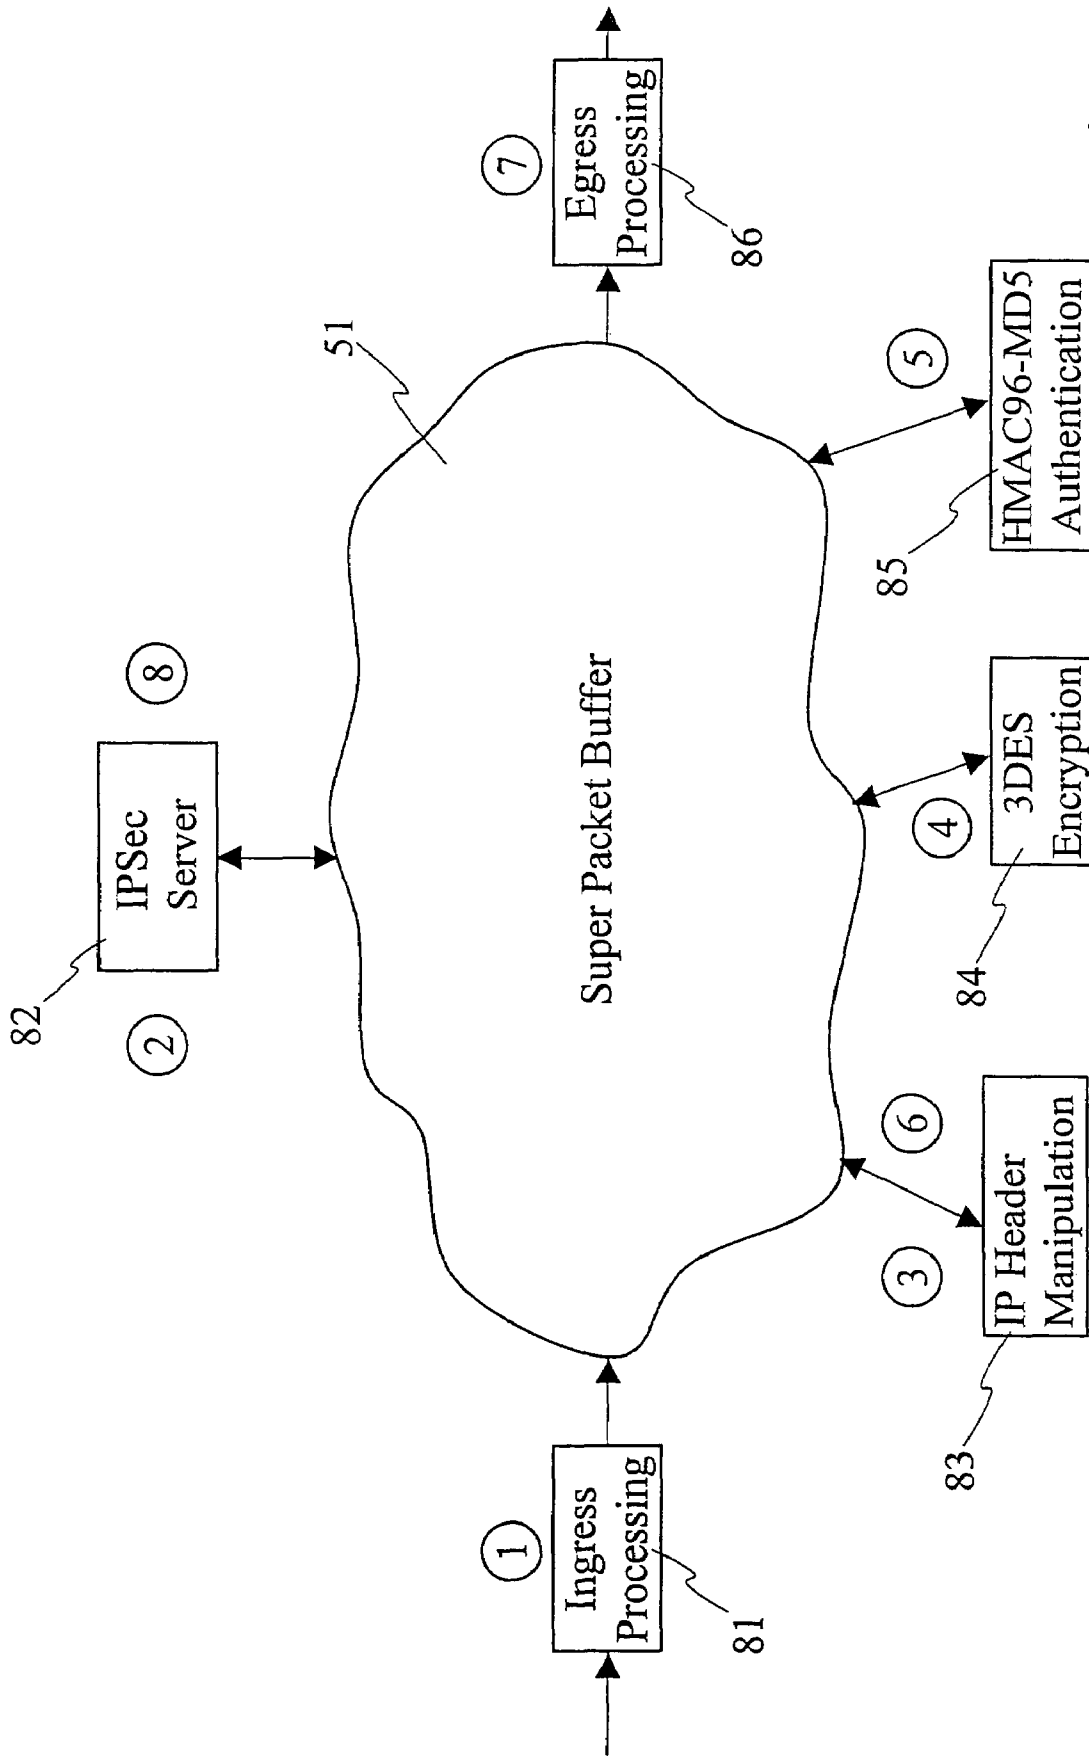 82
IPSec
Server
2
8
51
1
Ingress
Processing
81
Super Packet Buffer
7
Egress
Processing
86
3
6
IP Header
Manipulation
83
4
3DES
Encryption
84
5
HMAC96-MD5
Authentication
85